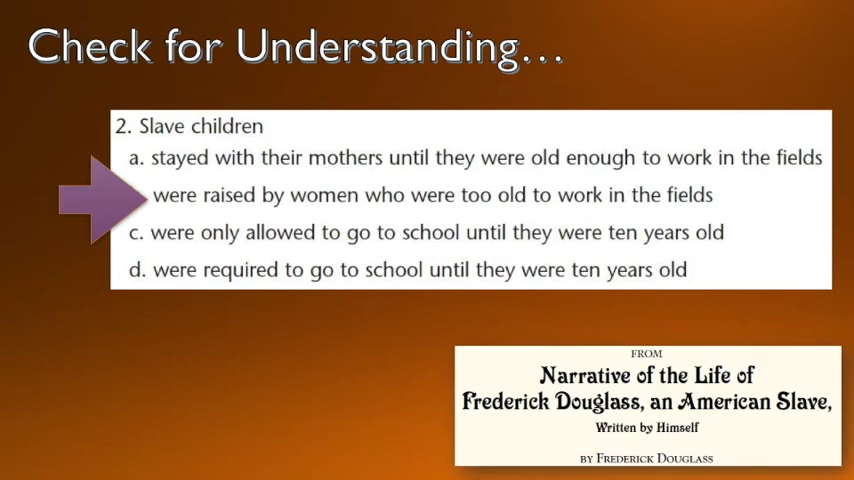 Check for Understanding…
2. Slave children
a. stayed with their mothers until they were old enough to work in the fields
were raised by women who were too old to work in the fields
c. were only allowed to go to school until they were ten years old
d. were required to go to school until they were ten years old
FROM
Narrative of the Life of
Frederick Douglass, an American Slave,
Written by Himself
BY FREDERICK DOUGLASS